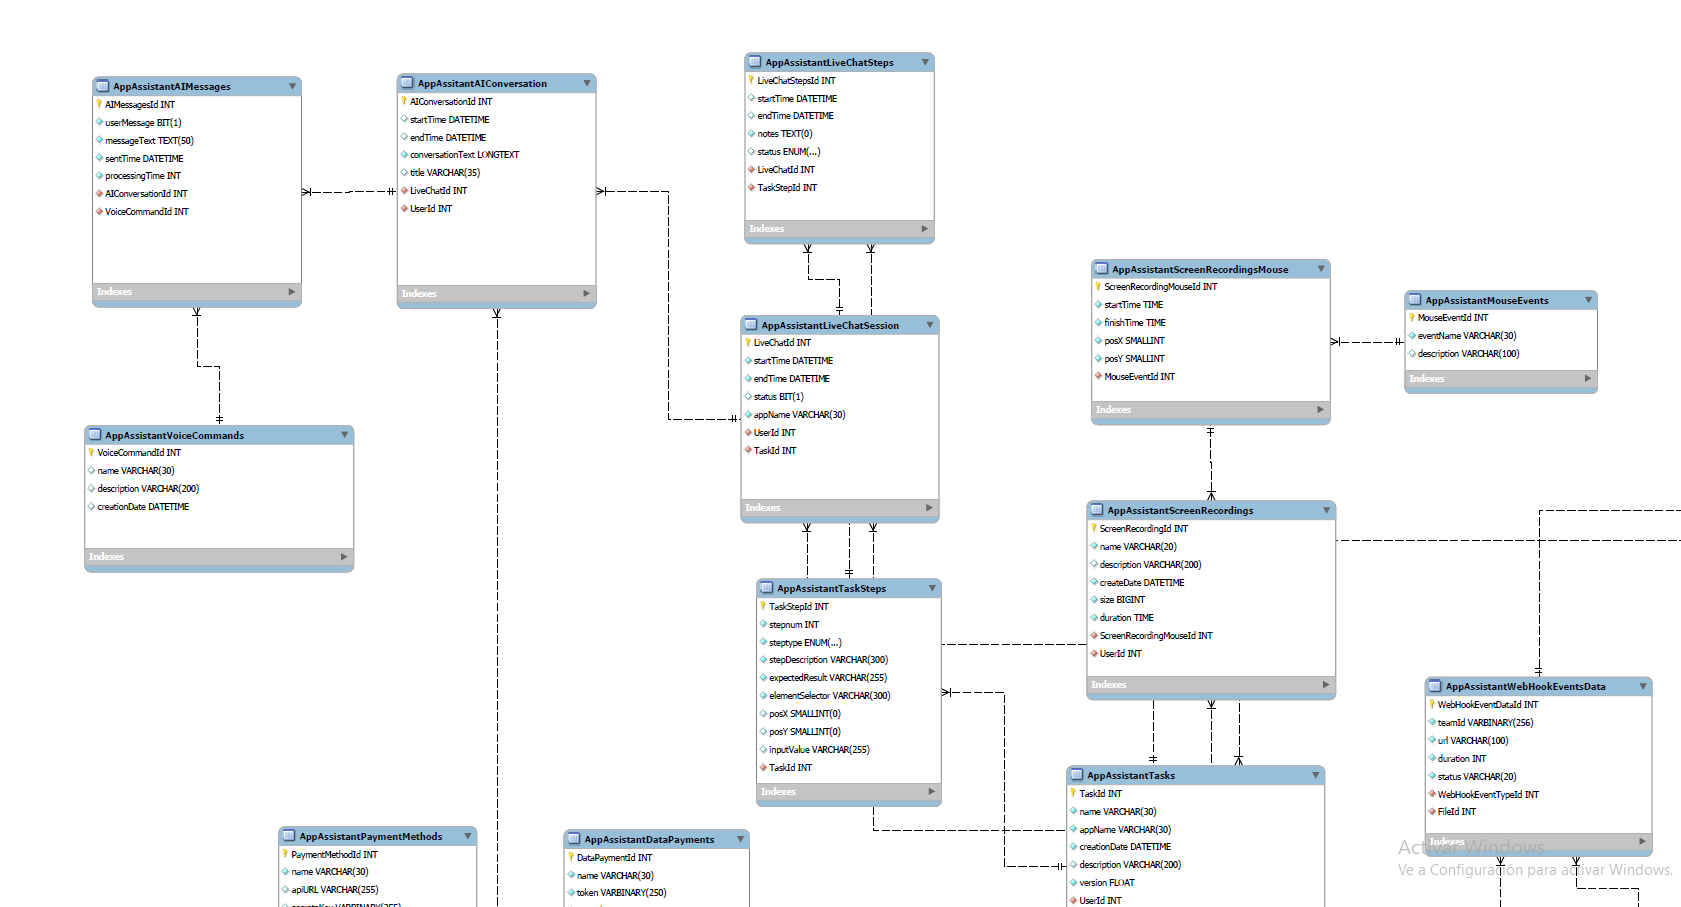 AppAssistantAIMessages
AIMessagesId INT
userMessage BIT(1)
messageText TEXT(50)
sentTime DATETIME
processingTime INT
AIConversationId INT
VoiceCommandId INT
Indexes
AppAssitantAIConversation
AIConversationId INT
startTime DATETIME
endTime DATETIME
conversationText LONGTEXT
title VARCHAR(35)
LiveChatId INT
UserId INT
Indexes
AppAssistantLiveChatSteps
LiveChatStepsId INT
startTime DATETIME
endTime DATETIME
notes TEXT(0)
status ENUM(...)
LiveChatId INT
TaskStepId INT
Indexes
AppAssistantScreenRecordingsMouse
ScreenRecordingMouseId INT
startTime TIME
finishTime TIME
posX SMALLINT
posY SMALLINT
MouseEventId INT
Indexes
AppAssistantMouseEvents
MouseEventId INT
eventName VARCHAR(30)
description VARCHAR(100)
Indexes
AppAssistantLiveChatSession
LiveChatId INT
startTime DATETIME
endTime DATETIME
status BIT(1)
appName VARCHAR(30)
UserId INT
TaskId INT
Indexes
AppAssistantVoiceCommands
VoiceCommandId INT
name VARCHAR(30)
description VARCHAR(200)
creationDate DATETIME
Indexes
AppAssistantScreenRecordings
ScreenRecordingId INT
name VARCHAR(20)
description VARCHAR(200)
createDate DATETIME
size BIGINT
duration TIME
ScreenRecordingMouseId INT
UserId INT
Indexes
AppAssistantTaskSteps
TaskStepId INT
stepnum INT
steptype ENUM(...)
stepDescription VARCHAR(300)
expectedResult VARCHAR(255)
elementSelector VARCHAR(300)
posX SMALLINT(0)
posY SMALLINT(0)
inputValue VARCHAR(255)
TaskId INT
Indexes
AppAssistantWebHookEventsData
WebHookEventDataId INT
teamId VARBINARY(256)
url VARCHAR(100)
duration INT
status VARCHAR(20)
WebHookEventTypeId INT
FileId INT
Indexes
AppAssistantTasks
TaskId INT
name VARCHAR(30)
appName VARCHAR(30)
creationDate DATETIME
description VARCHAR(200)
version FLOAT
UserId INT
AppAssistantPaymentMethods
PaymentMethodId INT
name VARCHAR(30)
apiURL VARCHAR(255)
secretKey VARBINARY(255)
AppAssistantDataPayments
DataPaymentId INT
name VARCHAR(30)
token VARBINARY(250)
Activar Windows
Ve a Configuración para activar Windows.